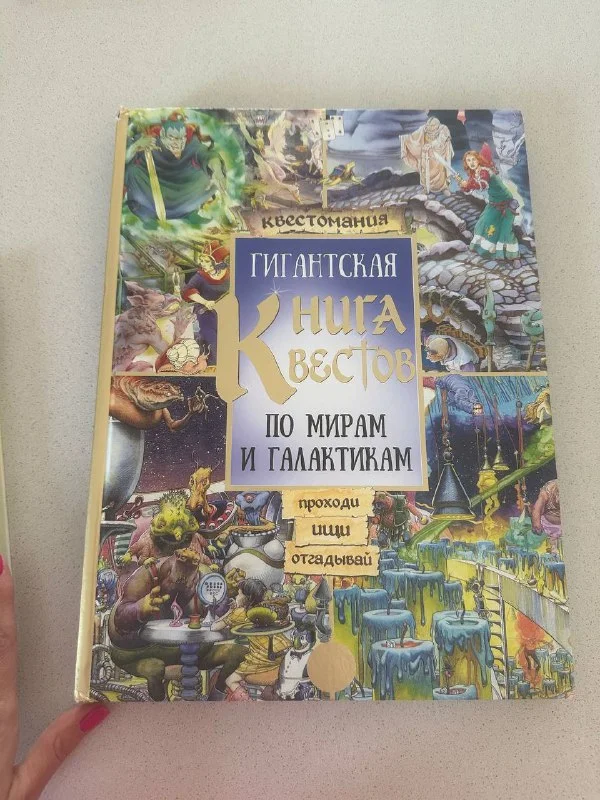 Квестомания
ГИГАНТСКАЯ
КНИГА
КВЕСТОВ
ПО МИРАМ
И ГАЛАКТИКАМ
проходи
ищи
отгадывай